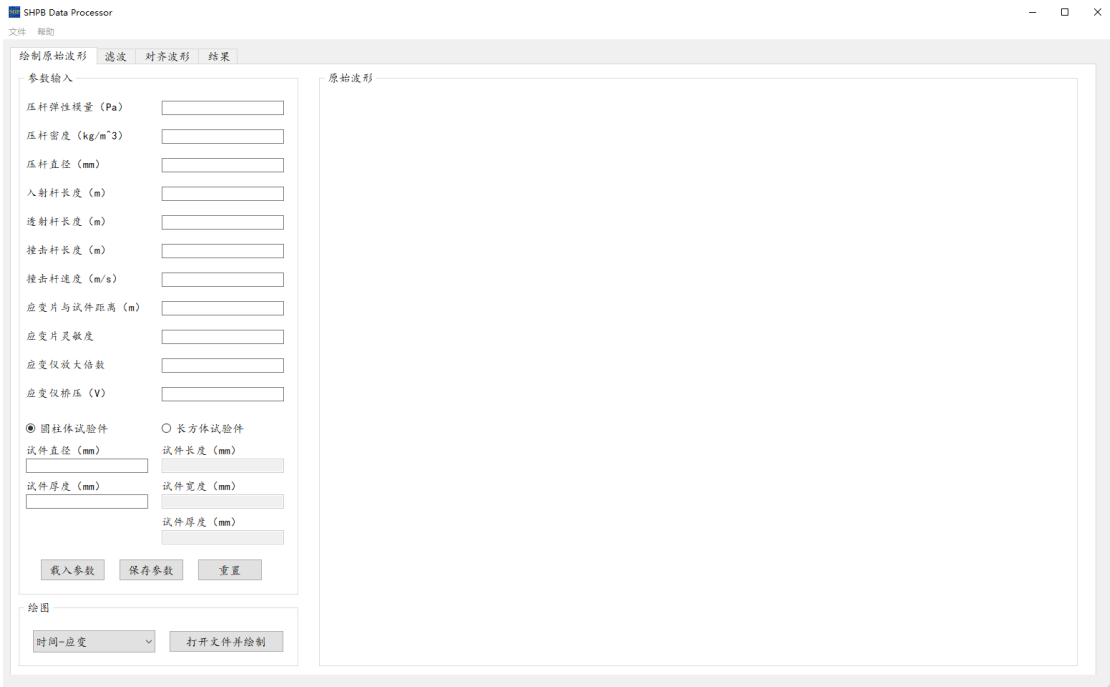 SHPB Data Processor
文件 帮助
绘制原始波形 滤波 对齐波形 结果
参数输入
压杆弹性模量（Pa）
压杆密度（kg/m^3）
压杆直径（mm）
入射杆长度（m）
透射杆长度（m）
撞击杆长度（m）
撞击杆速度（m/s）
应变片与试件距离（m）
应变片灵敏度
应变仪放大倍数
应变仪桥压（V）
圆柱体试验件 长方体试验件
试件直径（mm） 试件长度（mm）
试件厚度（mm） 试件宽度（mm）
试件厚度（mm）
载入参数 保存参数 重置
绘图
时间-应变 打开文件并绘制
原始波形